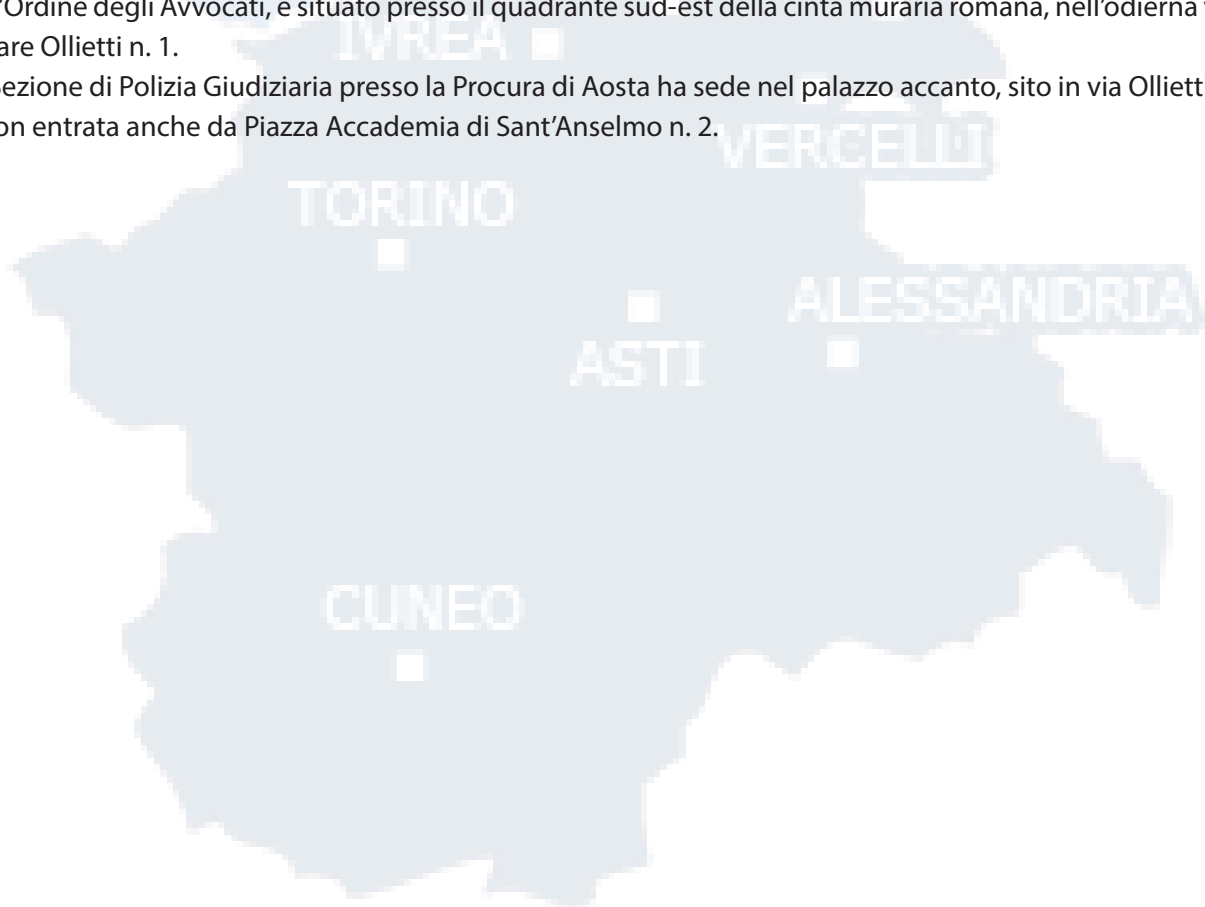 l'Ordine degli Avvocati, è situato presso il quadrante sud-est della cinta muraria romana, nell'odierna
are Ollietti n. 1.
ezione di Polizia Giudiziaria presso la Procura di Aosta ha sede nel palazzo accanto, sito in via Ollietti
on entrata anche da Piazza Accademia di Sant'Anselmo n. 2.
IVREA
VERCELLI
TORINO
ALESSANDRIA
ASTI
CUNEO